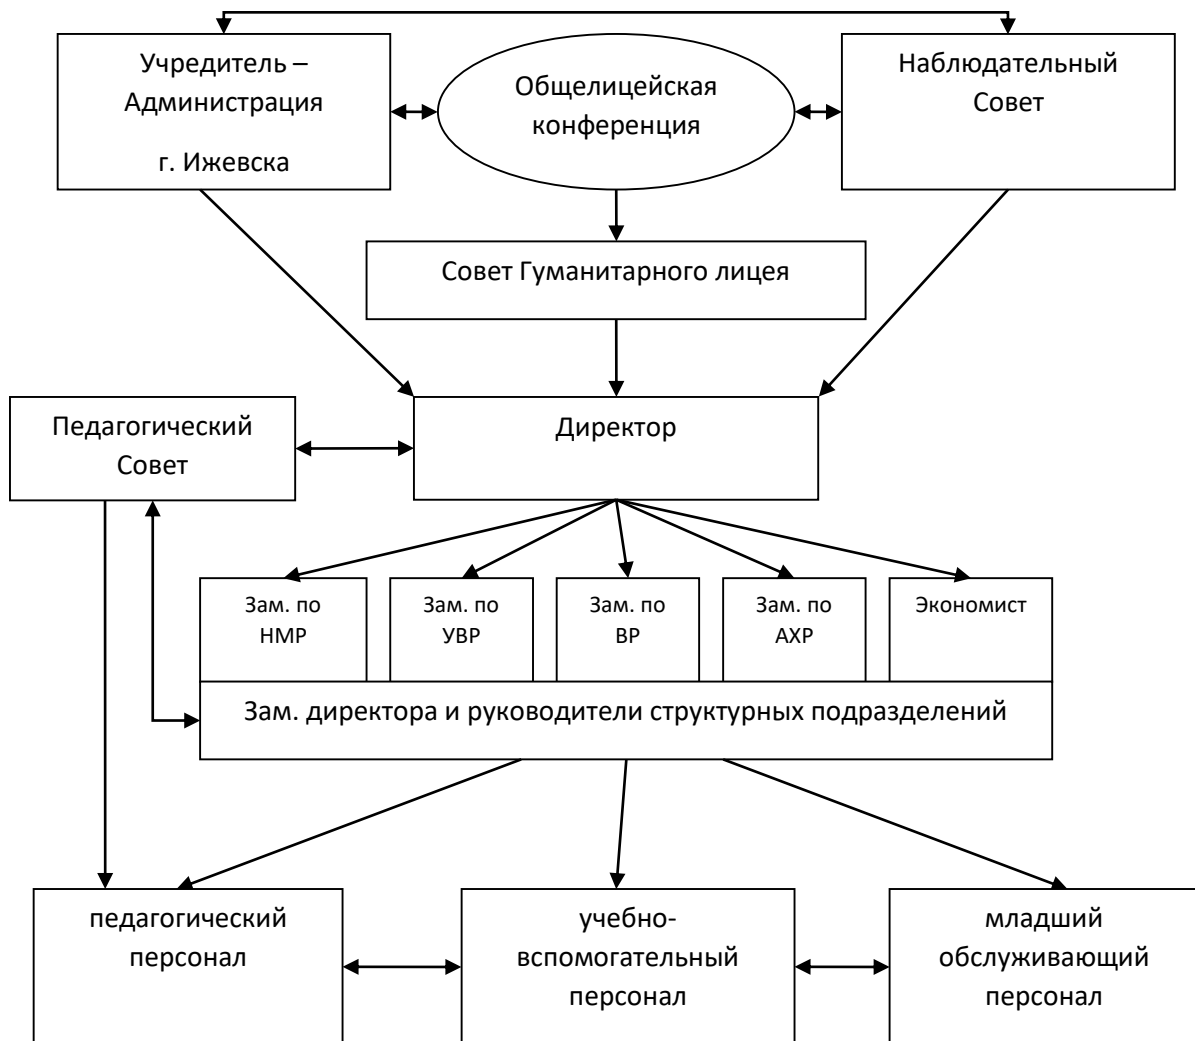 Учредитель –
Администрация
г. Ижевска
Общелицейская
конференция
Наблюдательный
Совет
Совет Гуманитарного лицея
Педагогический
Совет
Директор
Зам. по
НМР
Зам. по
УВР
Зам. по
ВР
Зам. по
АХР
Экономист
Зам. директора и руководители структурных подразделений
педагогический
персонал
учебно-
вспомогательный
персонал
младший
обслуживающий
персонал